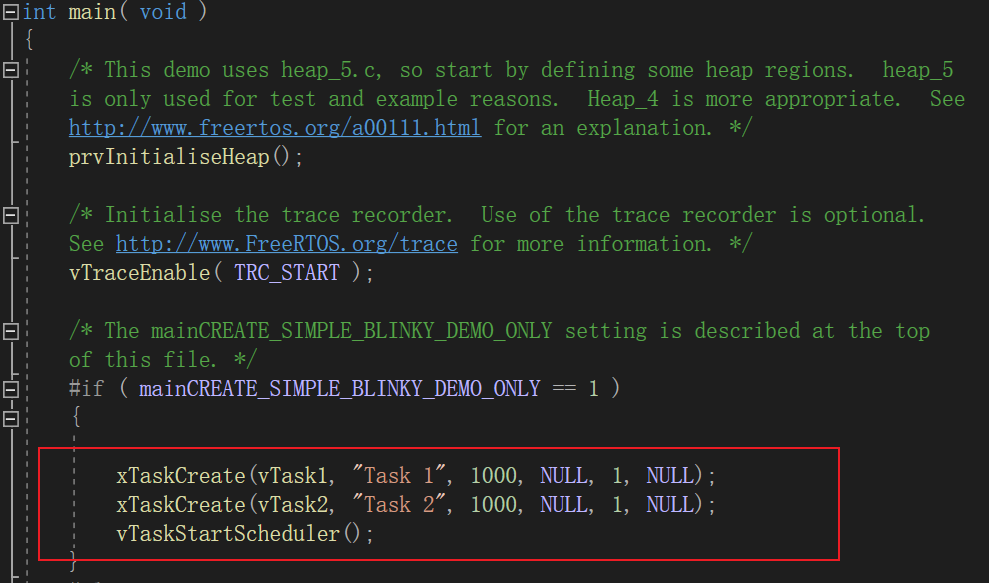 int main( void )
{
/* This demo uses heap_5.c, so start by defining some heap regions.  heap_5
is only used for test and example reasons.  Heap_4 is more appropriate.  See
http://www.freertos.org/a00111.html for an explanation. */
prvInitialiseHeap();
/* Initialise the trace recorder.  Use of the trace recorder is optional.
See http://www.FreeRTOS.org/trace for more information. */
vTraceEnable( TRC_START );
/* The mainCREATE_SIMPLE_BLINKY_DEMO_ONLY setting is described at the top
of this file. */
#if ( mainCREATE_SIMPLE_BLINKY_DEMO_ONLY == 1 )
{
xTaskCreate(vTask1, "Task 1", 1000, NULL, 1, NULL);
xTaskCreate(vTask2, "Task 2", 1000, NULL, 1, NULL);
vTaskStartScheduler();
}